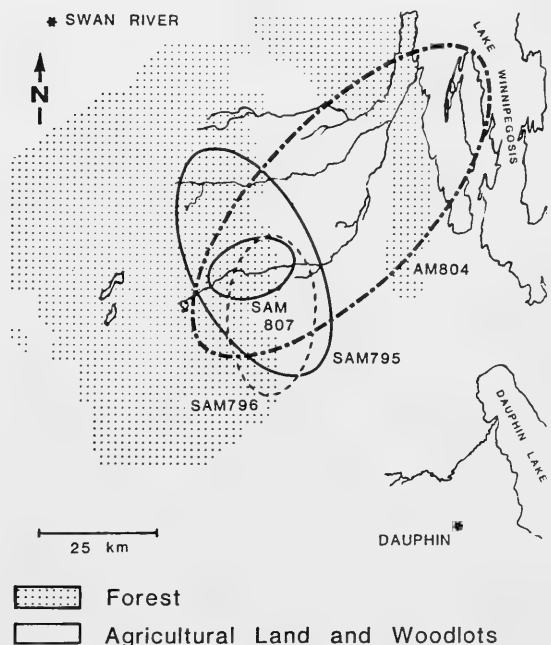 SWAN RIVER
N
LAKE
WINNIPEGOSIS
AM804
SAM
807
SAM795
SAM796
DAUPHIN LAKE
25 km
DAUPHIN
Forest
Agricultural Land and Woodlots